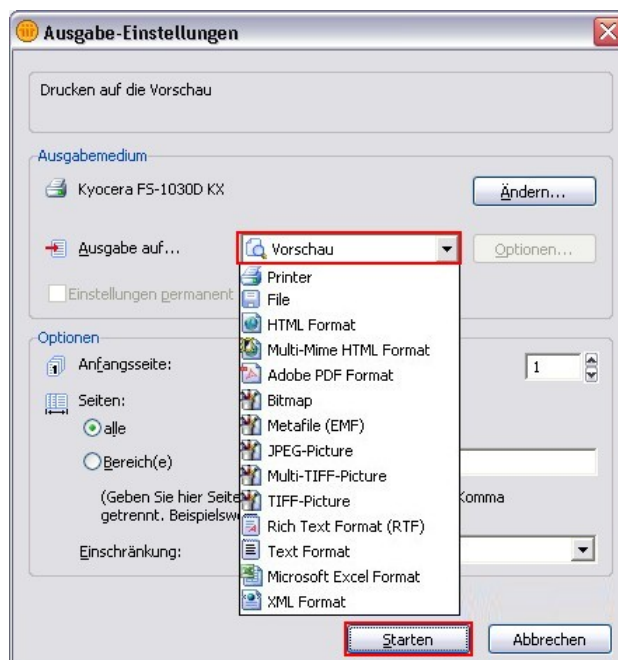 Ausgabe-Einstellungen
Drucken auf die Vorschau
Ausgabemedium
Kyocera FS-1030D KX
Ändern...
Ausgabe auf...
Vorschau
Optionen...
Einstellungen permanent
Printer
File
HTML Format
Multi-Mime HTML Format
Adobe PDF Format
Bitmap
Metafile (EMF)
JPEG-Picture
Multi-TIFF-Picture
TIFF-Picture
Rich Text Format (RTF)
Text Format
Microsoft Excel Format
XML Format
Optionen
Anfangsseite:
1
Seiten:
alle
Bereich(e)
(Geben Sie hier Komma
getrennt.
Einschränkung:
Starten
Abbrechen